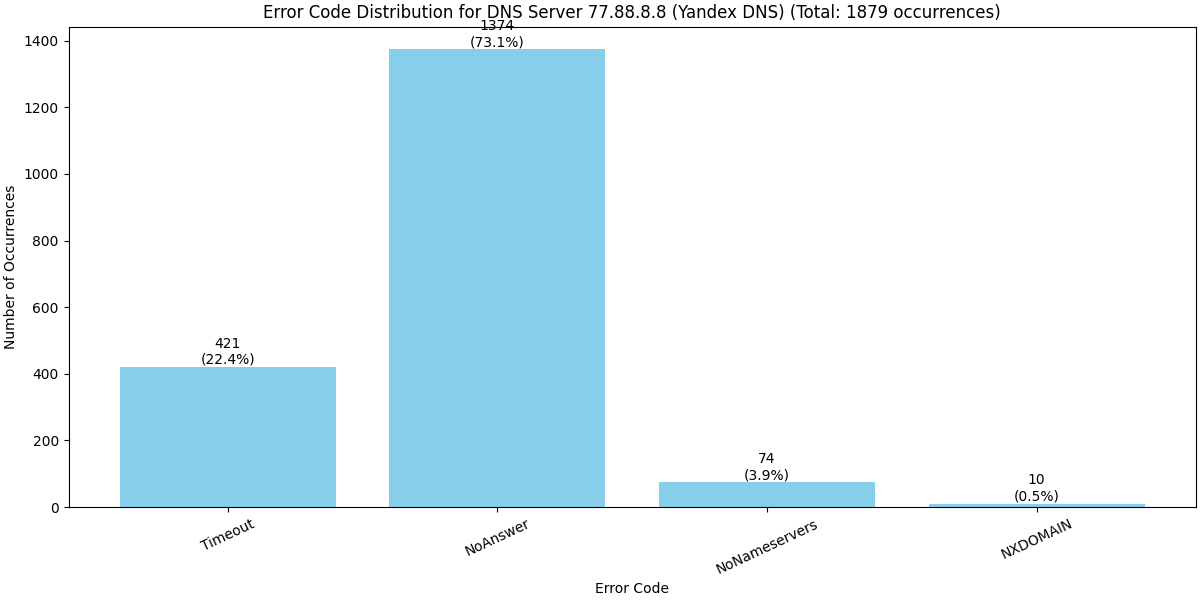 Error Code Distribution for DNS Server 77.88.8.8 (Yandex DNS) (Total: 1879 occurrences)
1374
(73.1%)
1400
1200
1000
800
600
400
200
0
Number of Occurrences
421
(22.4%)
74
(3.9%)
10
(0.5%)
Timeout
NoAnswer
NoNameservers
NXDOMAIN
Error Code